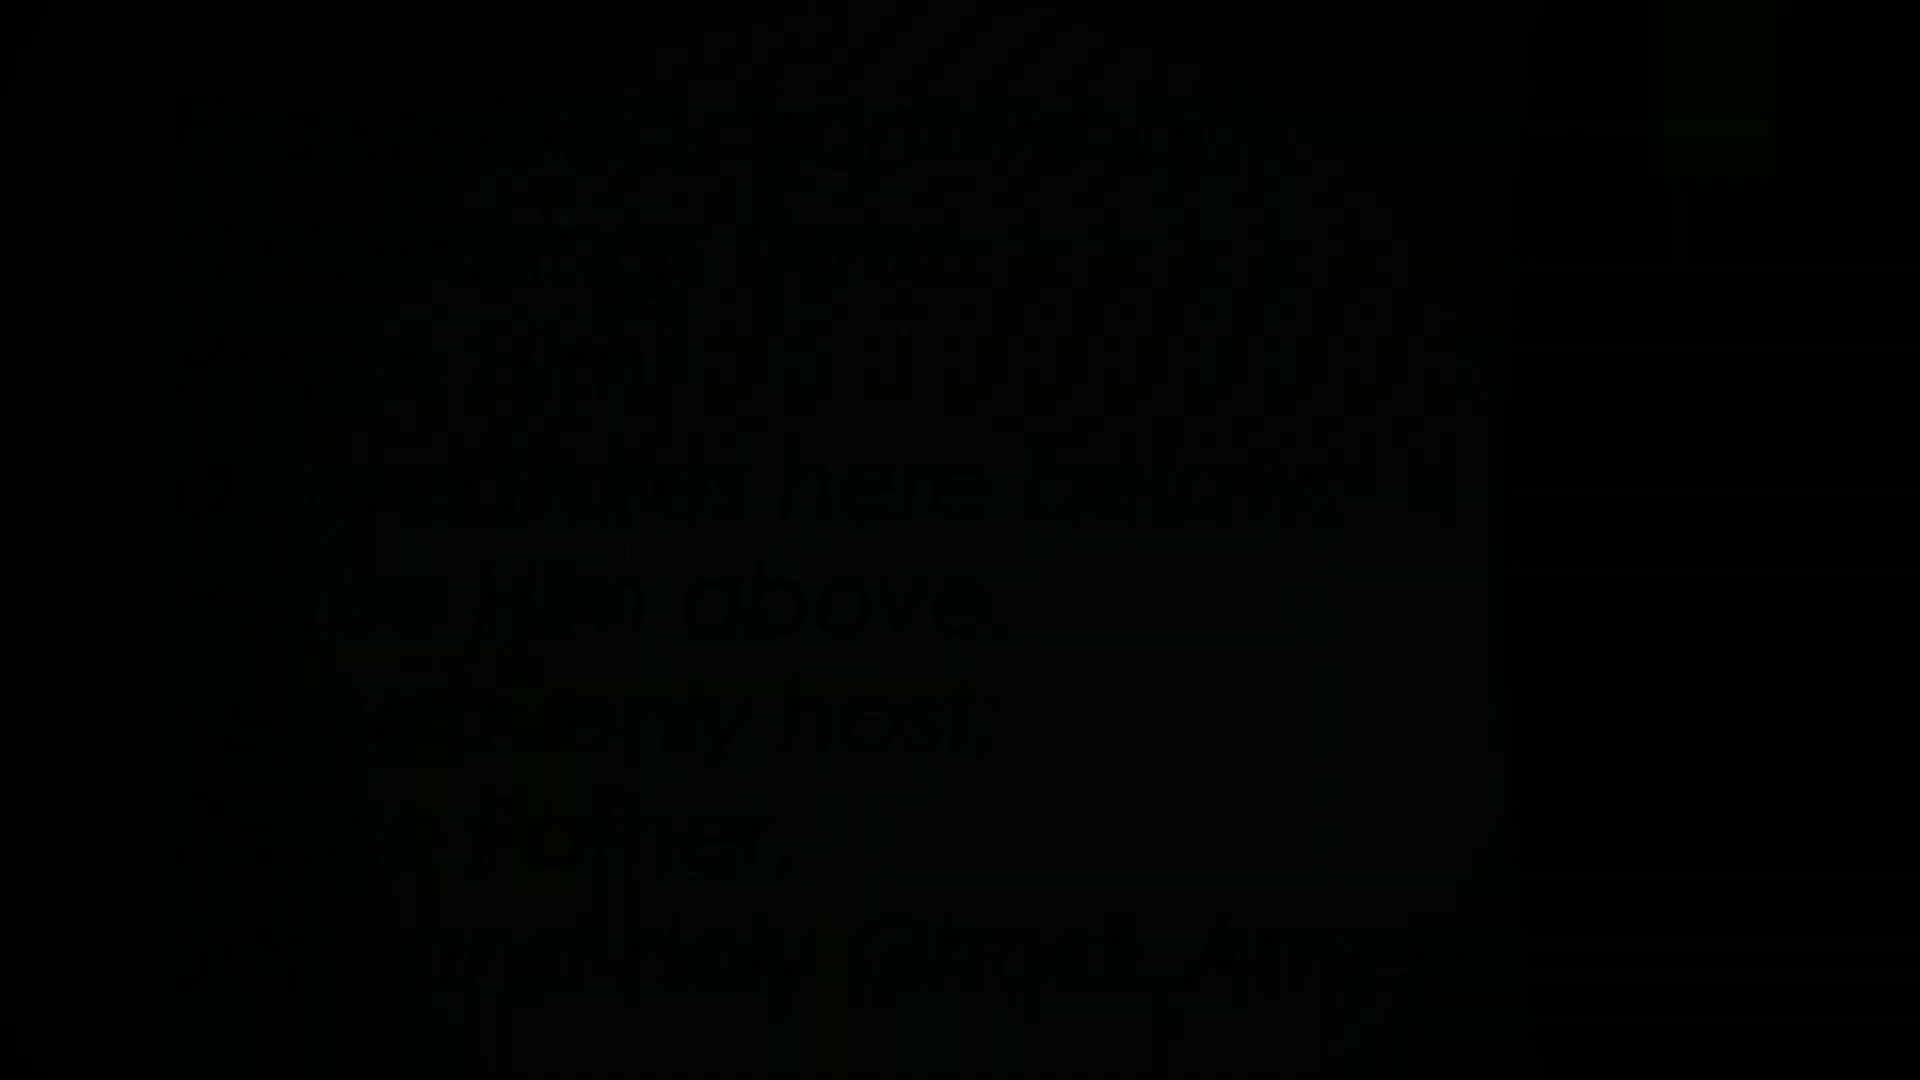 Praise God, from whom
all blessings flow;
Praise Him
all creatures here below;
Praise Him above,
ye heavenly host;
Praise Father,
Son, and Holy Ghost. Amen.